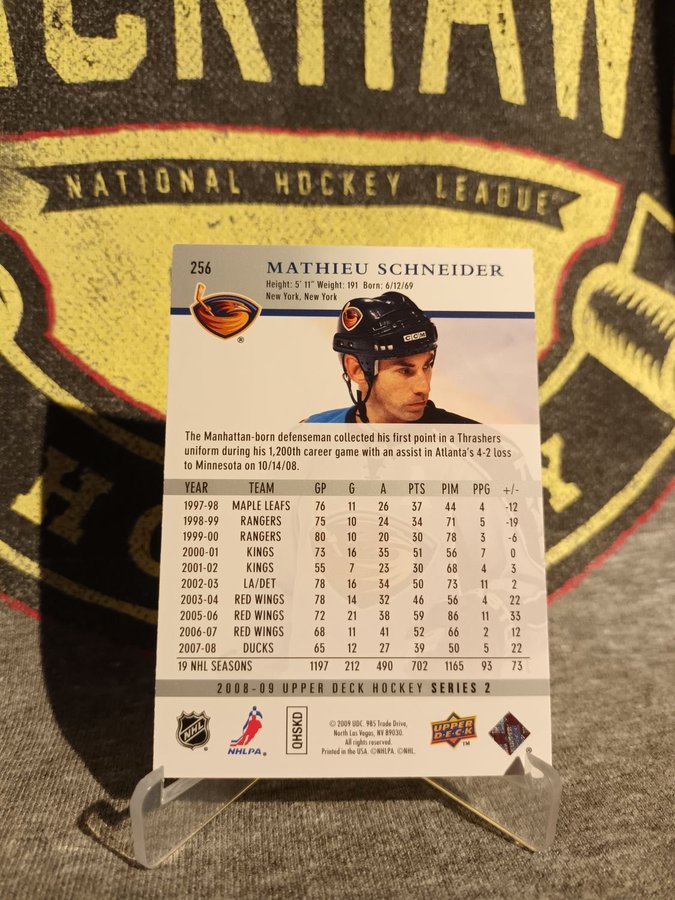 CKHAW
NATIONAL HOCKEY LEAGUE
256
MATHIEU SCHNEIDER
Height: 5' 11" Weight: 191 Born: 6/12/69
New York, New York
®
CCM
The Manhattan-born defenseman collected his first point in a Thrashers
uniform during his 1,200th career game with an assist in Atlanta's 4-2 loss
to Minnesota on 10/14/08.
YEAR TEAM GP G A PTS PIM PPG +/-
1997-98 MAPLE LEAFS 76 11 26 37 44 4 -12
1998-99 RANGERS 75 10 24 34 71 5 -19
1999-00 RANGERS 80 10 20 30 78 3 -6
2000-01 KINGS 73 16 35 51 56 7 0
2001-02 KINGS 55 7 23 30 68 4 3
2002-03 LA/DET 78 16 34 50 73 11 2
2003-04 RED WINGS 78 14 32 46 56 4 22
2005-06 RED WINGS 72 21 38 59 86 11 33
2006-07 RED WINGS 68 11 41 52 66 2 12
2007-08 DUCKS 65 12 27 39 50 5 22
19 NHL SEASONS 1197 212 490 702 1165 93 73
2008-09 UPPER DECK HOCKEY SERIES 2
NHL
NHLPA.
QHSKD
© 2009 UDC. 985 Trade Drive,
North Las Vegas, NV 89030.
All rights reserved.
Printed in the USA. ©NHLPA. ©NHL.
UPPER DECK TM
®